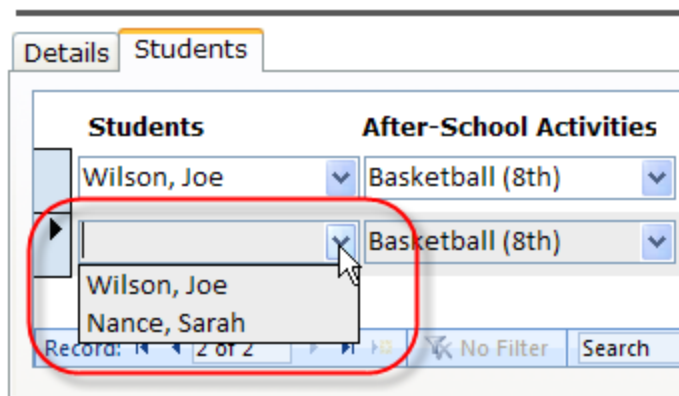 Details Students
Students After-School Activities
Wilson, Joe Basketball (8th)
Basketball (8th)
Wilson, Joe
Nance, Sarah
Record: 2 of 2 No Filter Search